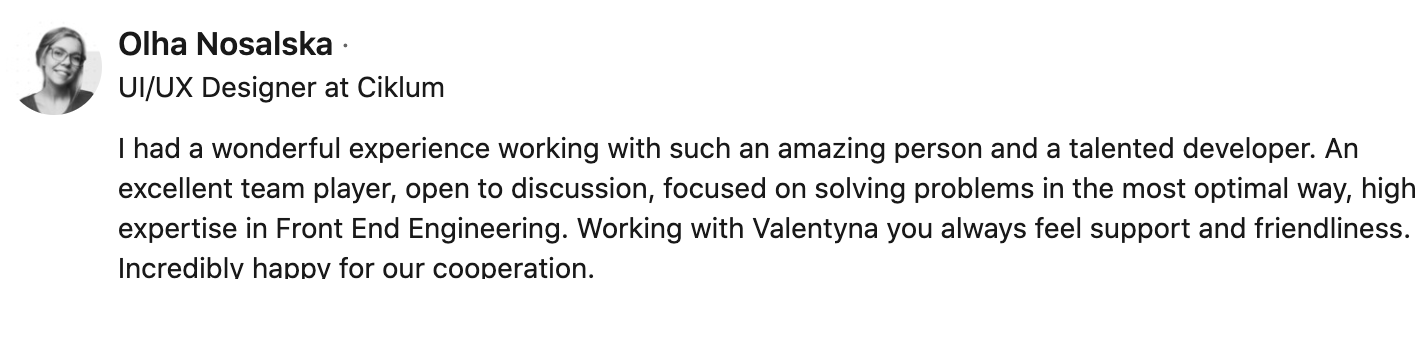 Olha Nosalska ·
UI/UX Designer at Ciklum
I had a wonderful experience working with such an amazing person and a talented developer. An
excellent team player, open to discussion, focused on solving problems in the most optimal way, high
expertise in Front End Engineering. Working with Valentyna you always feel support and friendliness.
Incredibly happy for our cooperation.